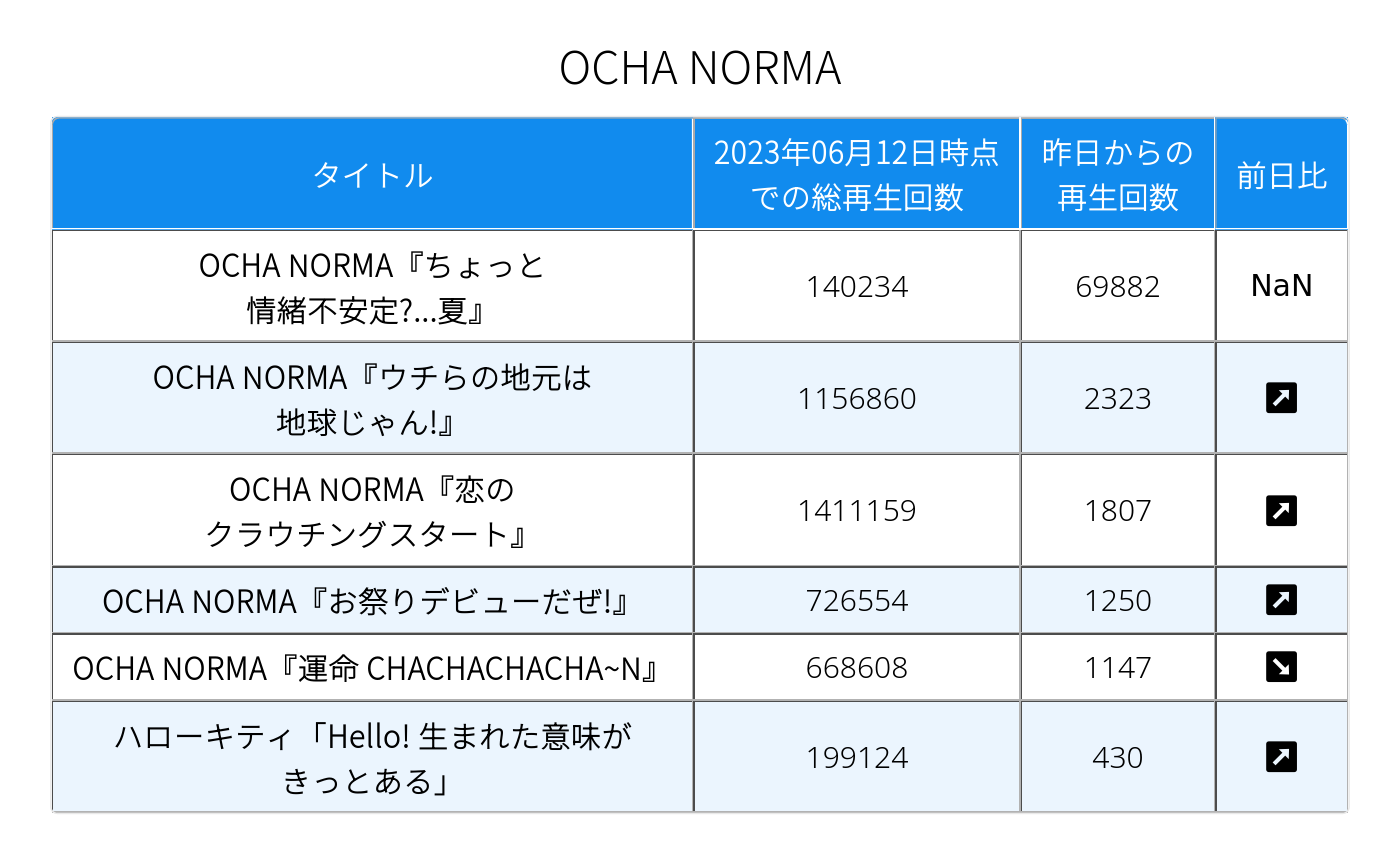 OCHA NORMA
タイトル
2023年06月12日時点
での総再生回数
昨日からの
再生回数
前日比
OCHA NORMA『ちょっと
情緒不安定?...夏』
140234
69882
NaN
OCHA NORMA『ウチらの地元は
地球じゃん!』
1156860
2323
OCHA NORMA『恋の
クラウチングスタート』
1411159
1807
OCHA NORMA『お祭りデビューだぜ!』
726554
1250
OCHA NORMA『運命 CHACHACHACHA~N』
668608
1147
ハローキティ「Hello! 生まれた意味が
きっとある」
199124
430